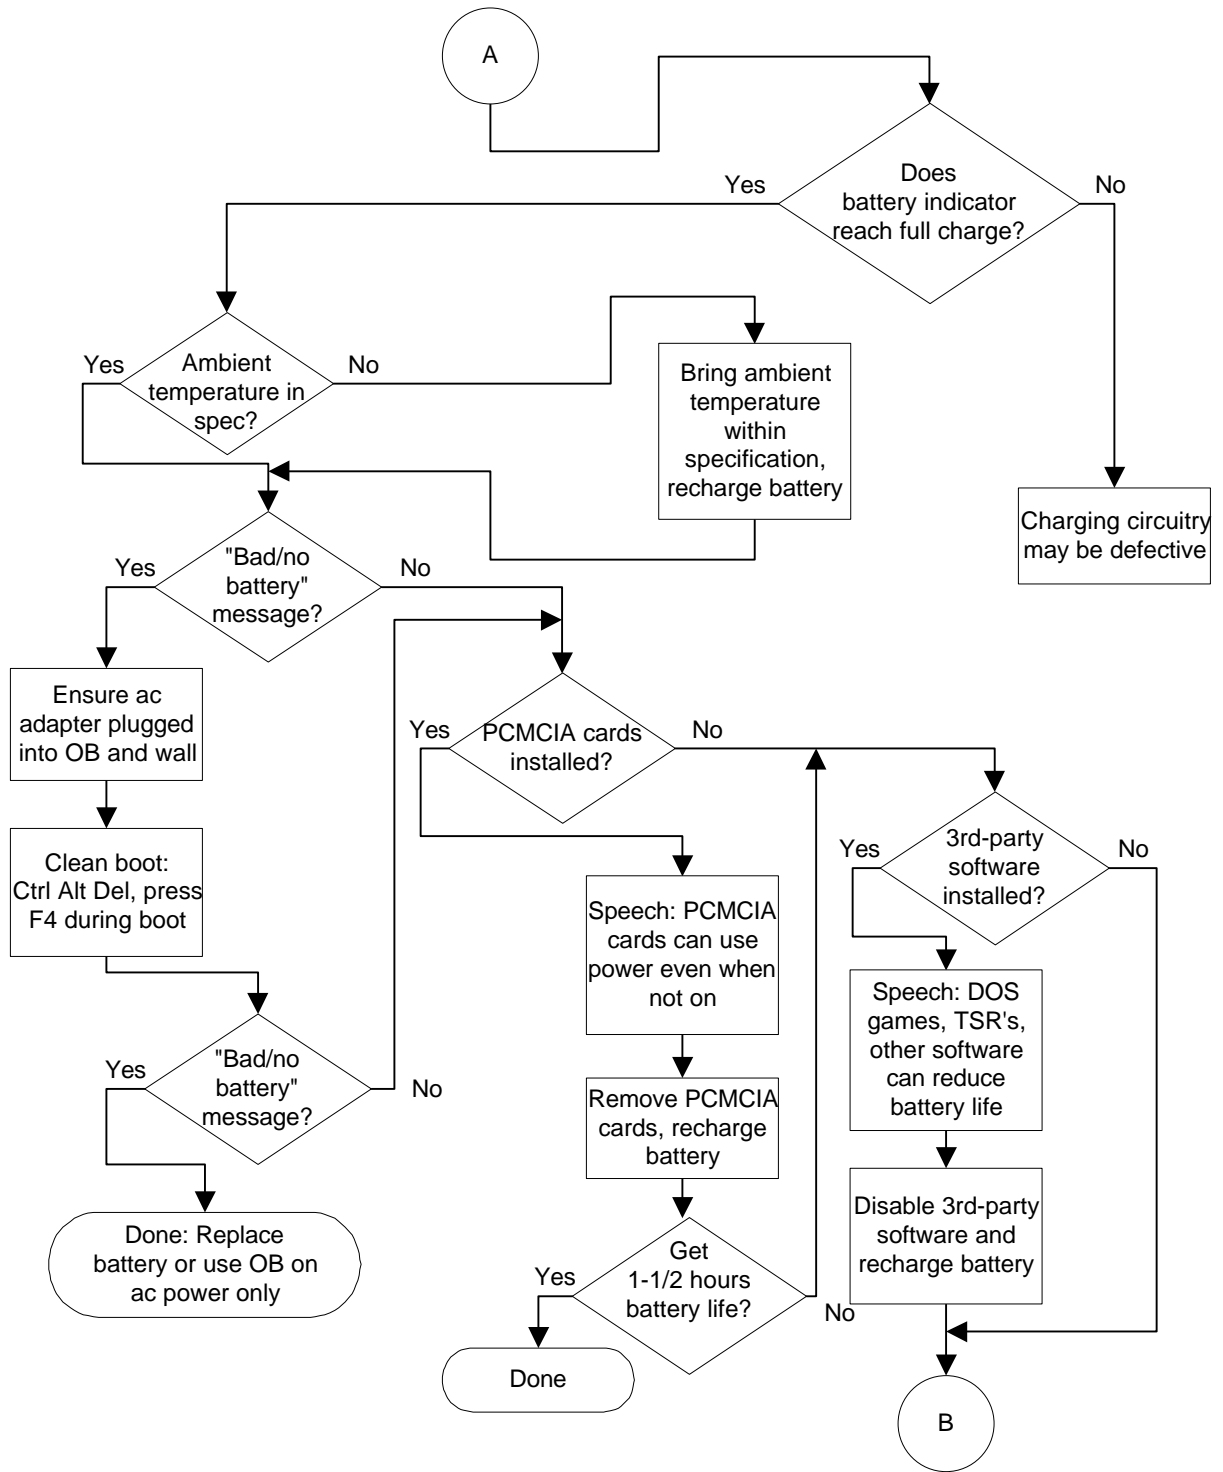 A
Does
battery indicator
reach full charge?
Yes
No
Ambient
temperature in
spec?
Yes
No
Bring ambient
temperature
within
specification,
recharge battery
Charging circuitry
may be defective
"Bad/no
battery"
message?
Yes
No
Ensure ac
adapter plugged
into OB and wall
Clean boot:
Ctrl Alt Del, press
F4 during boot
"Bad/no
battery"
message?
Yes
No
Done: Replace
battery or use OB on
ac power only
PCMCIA cards
installed?
Yes
No
Speech: PCMCIA
cards can use
power even when
not on
Remove PCMCIA
cards, recharge
battery
Get
1-1/2 hours
battery life?
Yes
No
Done
3rd-party
software
installed?
Yes
No
Speech: DOS
games, TSR's,
other software
can reduce
battery life
Disable 3rd-party
software and
recharge battery
B